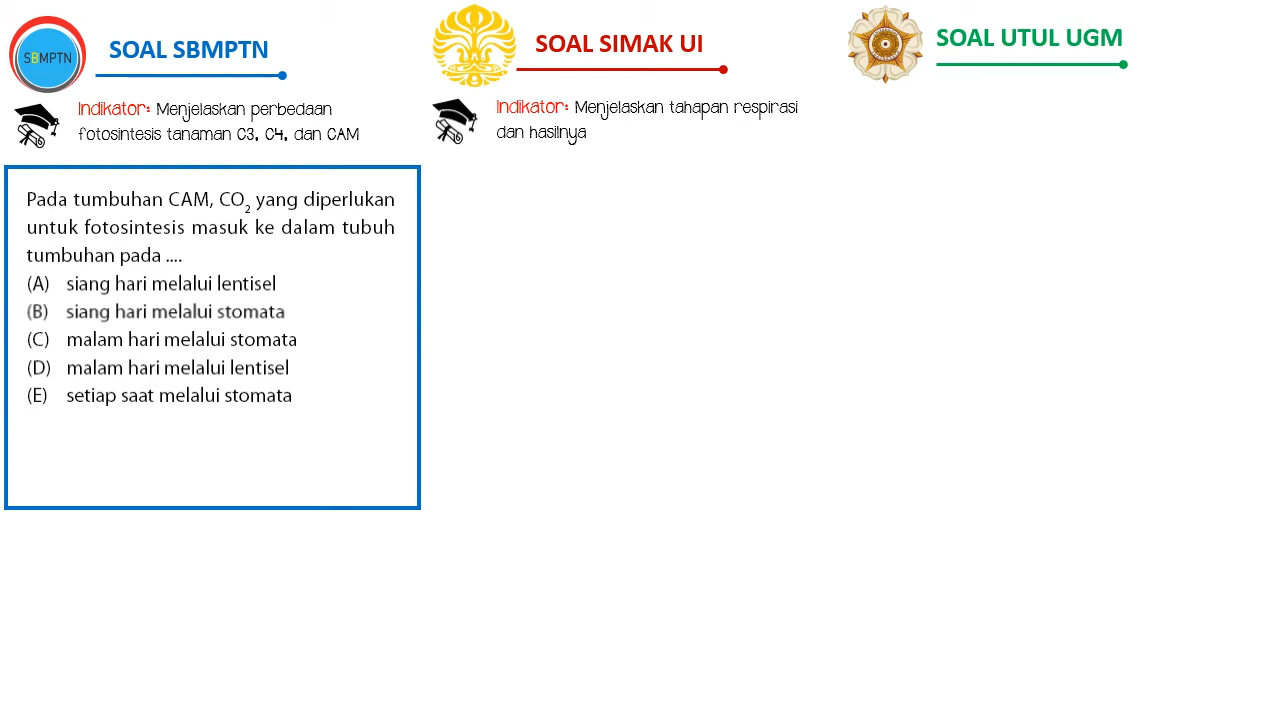 SBMPTN
SOAL SBMPTN
Indikator: Menjelaskan perbedaan
fotosintesis tanaman C3, C4, dan CAM
Pada tumbuhan CAM, CO₂ yang diperlukan
untuk fotosintesis masuk ke dalam tubuh
tumbuhan pada ....
(A) siang hari melalui lentisel
(B) siang hari melalui stomata
(C) malam hari melalui stomata
(D) malam hari melalui lentisel
(E) setiap saat melalui stomata
SOAL SIMAK UI
Indikator: Menjelaskan tahapan respirasi
dan hasilnya
SOAL UTUL UGM